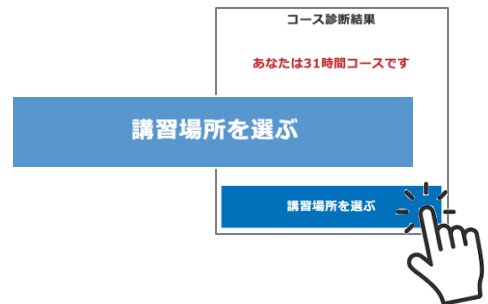 コース診断結果
あなたは31時間コースです
講習場所を選ぶ
講習場所を選ぶ